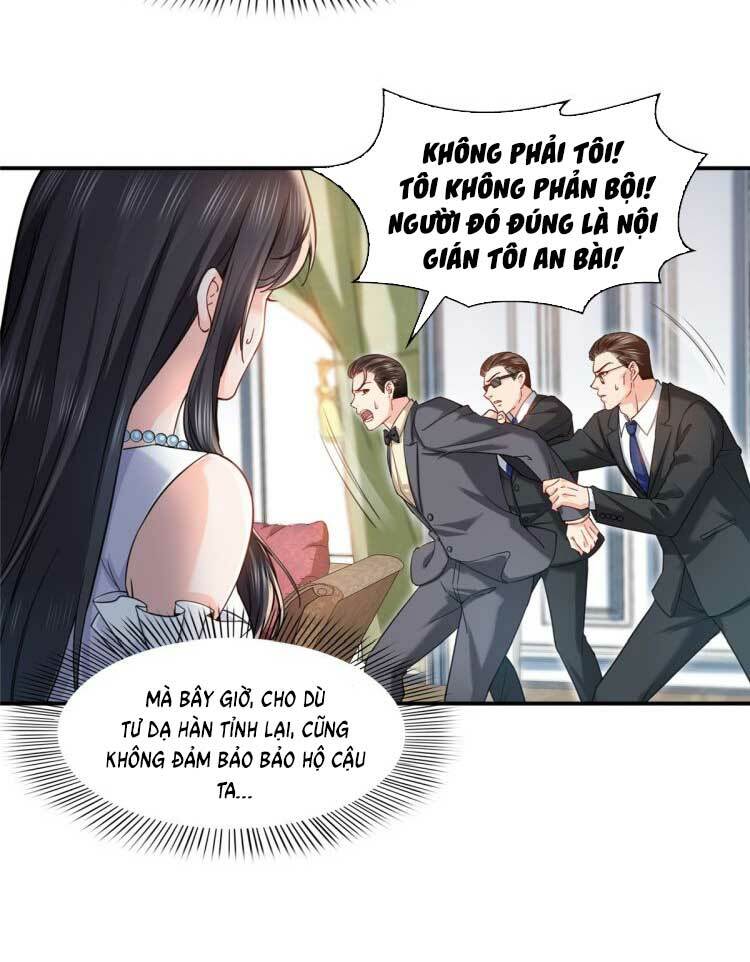 KHÔNG PHẢI TÔI!
TÔI KHÔNG PHẢN BỘI!
NGƯỜI ĐÓ ĐÚNG LÀ NỘI
GIÁN TÔI AN BÀI!
MÀ BÂY GIỜ, CHO DÙ
TƯ DẠ HÀN TỈNH LẠI, CŨNG
KHÔNG ĐẢM BẢO BẢO HỘ CẬU
TA...